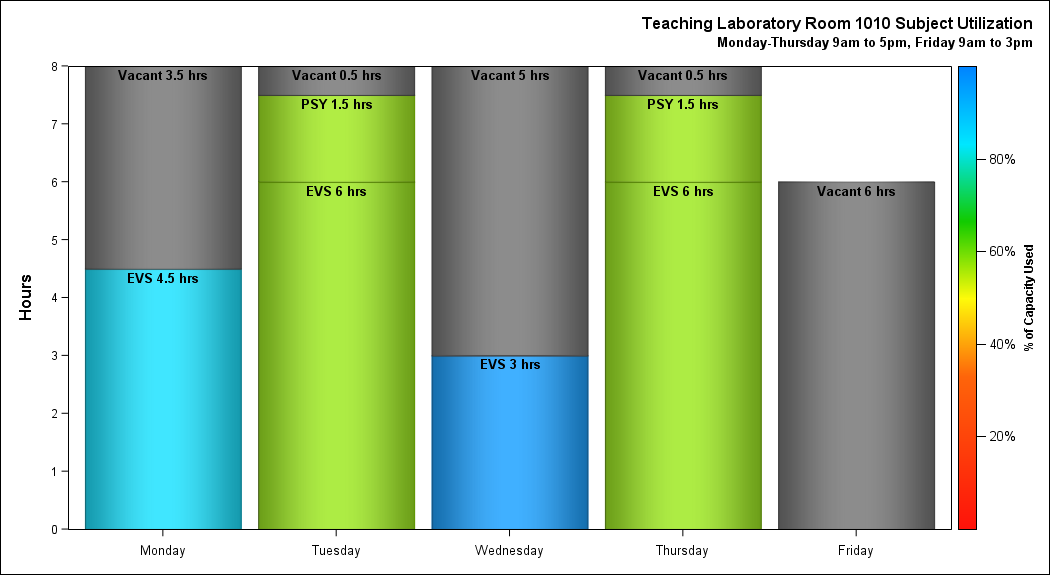 Teaching Laboratory Room 1010 Subject Utilization
Monday-Thursday 9am to 5pm, Friday 9am to 3pm
Hours
8
7
6
5
4
3
2
1
0
Vacant 3.5 hrs
EVS 4.5 hrs
Vacant 0.5 hrs
PSY 1.5 hrs
EVS 6 hrs
Vacant 5 hrs
EVS 3 hrs
Vacant 0.5 hrs
PSY 1.5 hrs
EVS 6 hrs
Vacant 6 hrs
Monday
Tuesday
Wednesday
Thursday
Friday
80%
60%
40%
20%
% of Capacity Used